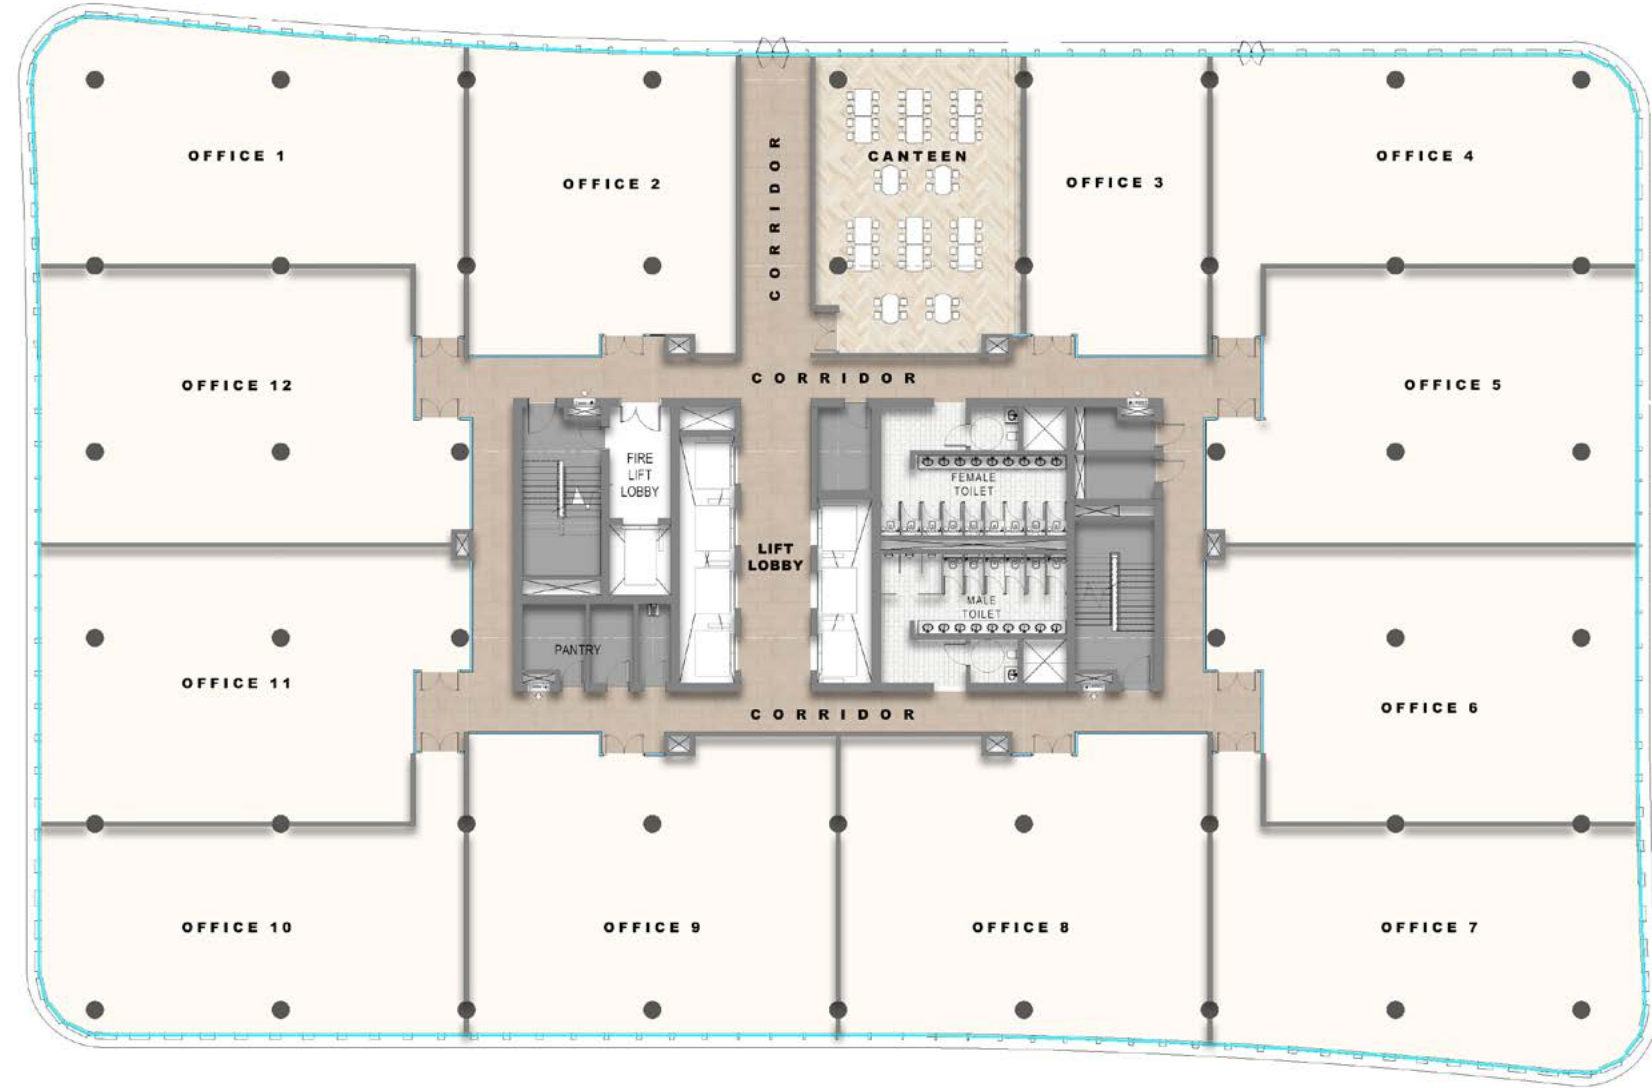 OFFICE 1
OFFICE 2
CORRIDOR
CANTEEN
OFFICE 3
OFFICE 4
OFFICE 12
CORRIDOR
OFFICE 5
FIRE
LIFT
LOBBY
FEMALE
TOILET
LIFT
LOBBY
MALE
TOILET
PANTRY
OFFICE 11
CORRIDOR
OFFICE 6
OFFICE 10
OFFICE 9
OFFICE 8
OFFICE 7